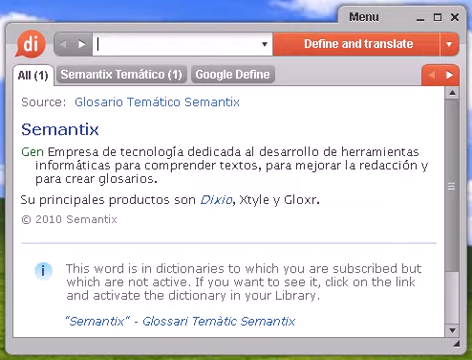 Menu
di
Define and translate
All (1)
Semantix Temático (1)
Google Define
Source: Glosario Temático Semantix
Semantix
Gen Empresa de tecnología dedicada al desarrollo de herramientas
informáticas para comprender textos, para mejorar la redacción y
para crear glosarios.
Su principales productos son Dixio, Xtyle y Gloxr.
© 2010 Semantix
i
This word is in dictionaries to which you are subscribed but
which are not active. If you want to see it, click on the link
and activate the dictionary in your Library.
"Semantix" - Glossari Temàtic Semantix